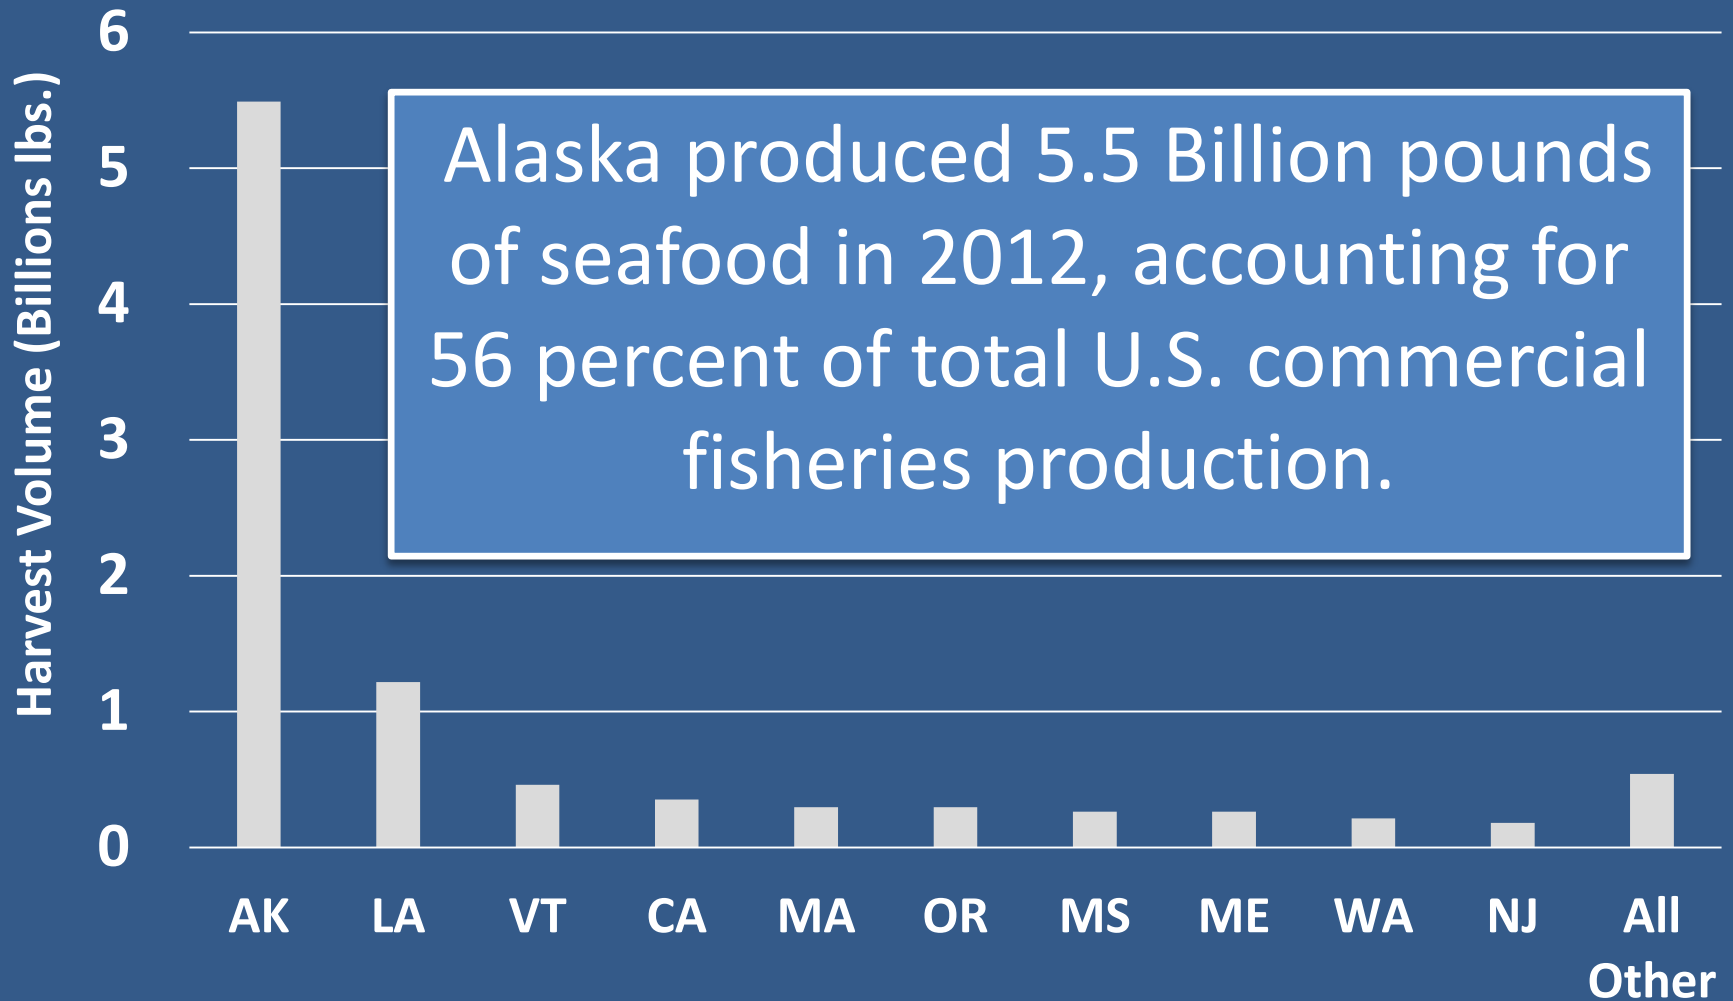 6
5
4
3
2
1
0
Harvest Volume (Billions lbs.)
Alaska produced 5.5 Billion pounds
of seafood in 2012, accounting for
56 percent of total U.S. commercial
fisheries production.
AK LA VT CA MA OR MS ME WA NJ All
Other